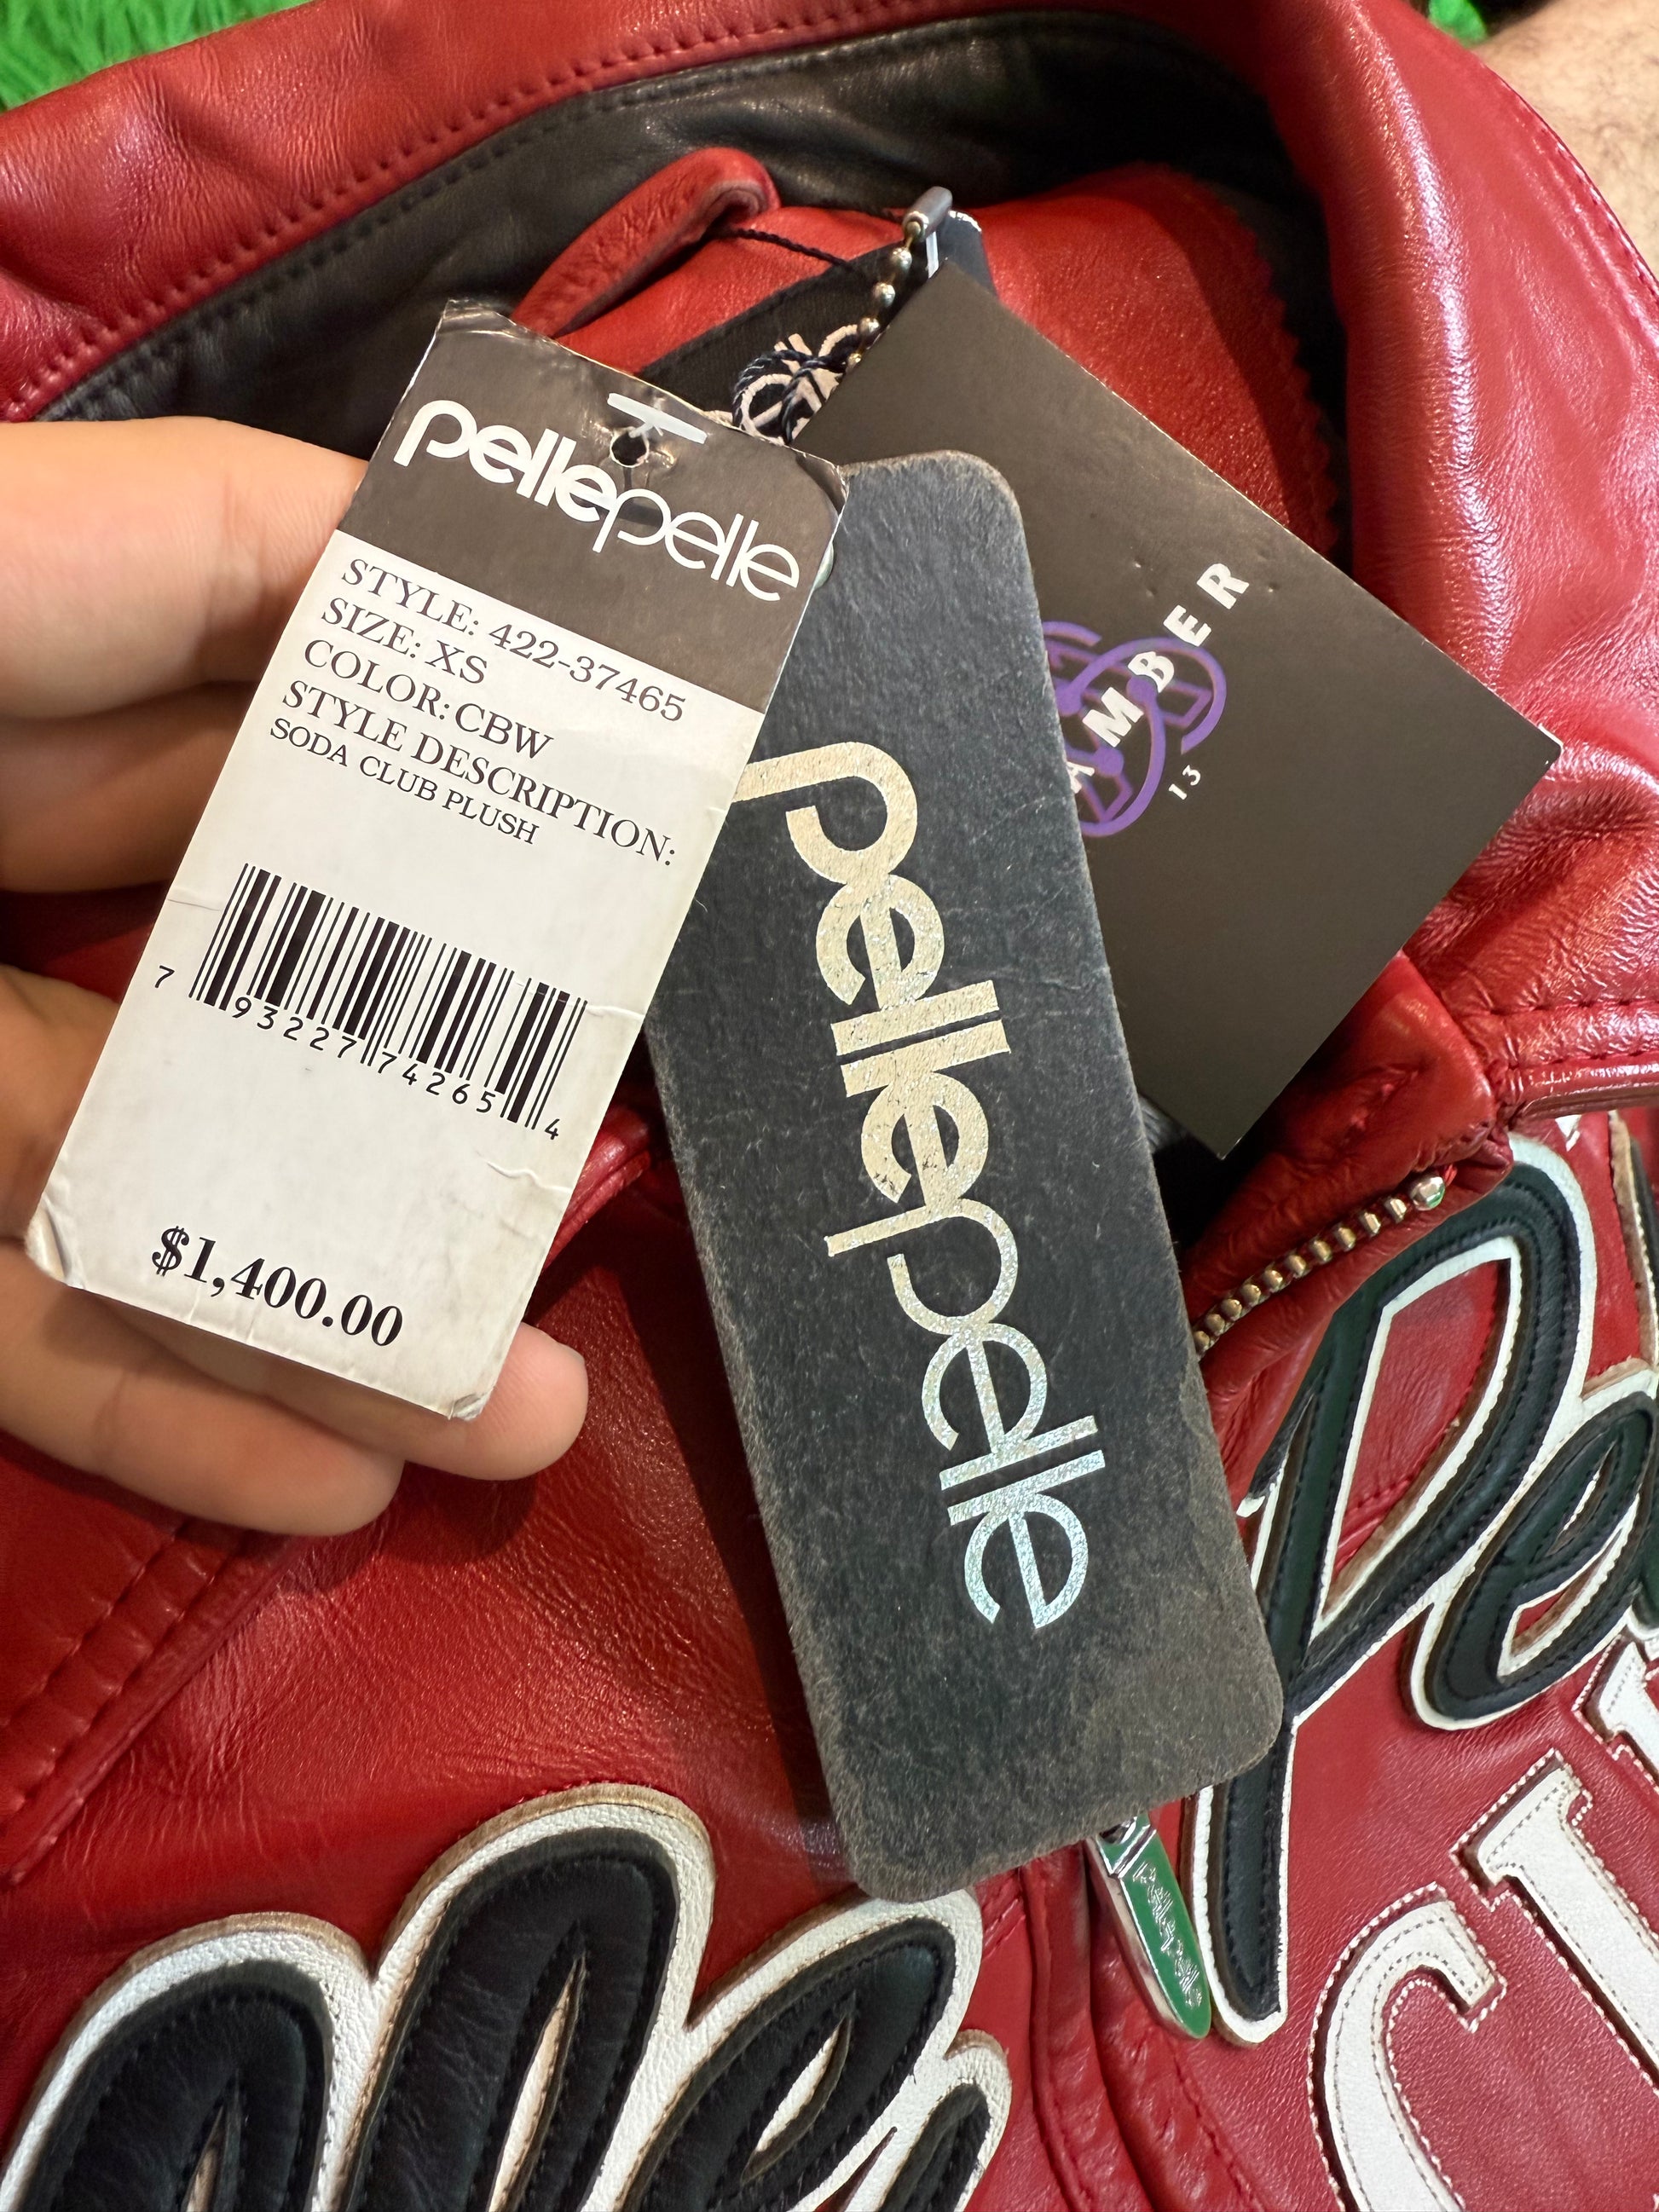 pellepelle
STYLE: 422-37465
SIZE: XS
COLOR: CBW
STYLE DESCRIPTION:
SODA CLUB PLUSH
7 93227 74265 4
$1,400.00
pellepelle
AMBER
13
Pel